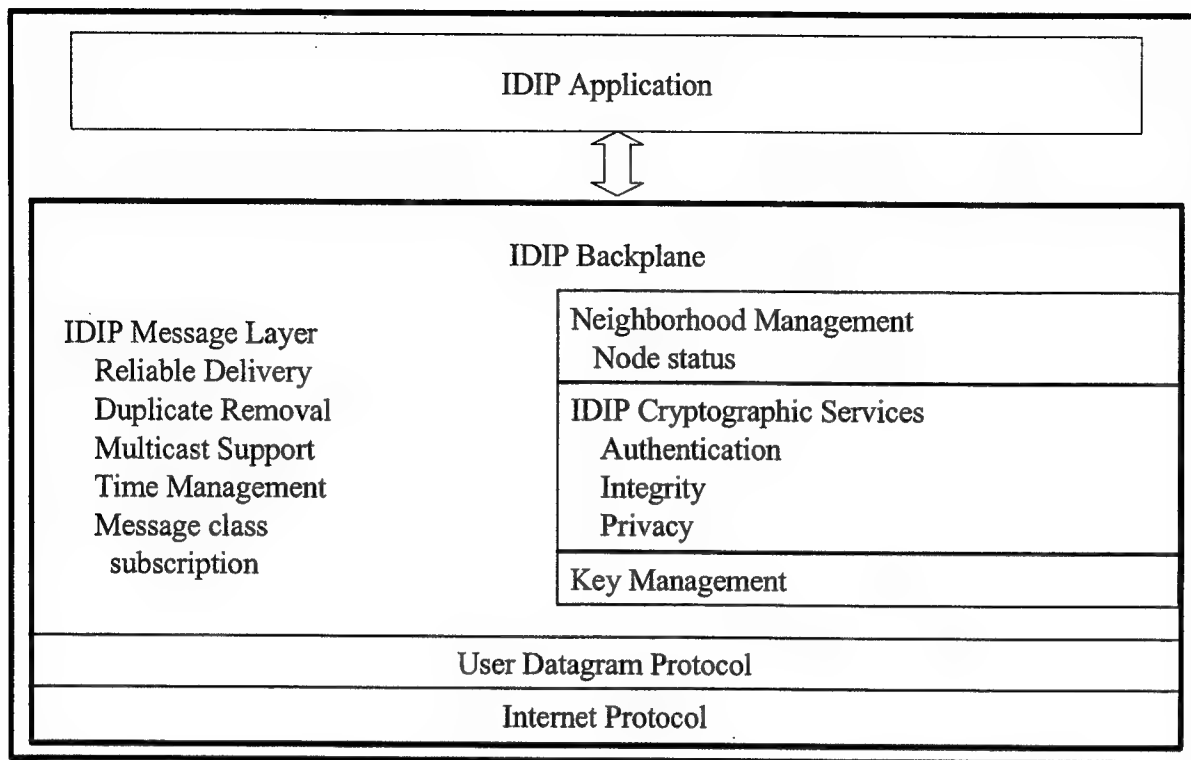 IDIP Application
IDIP Backplane
IDIP Message Layer
Reliable Delivery
Duplicate Removal
Multicast Support
Time Management
Message class
subscription
Neighborhood Management
Node status
IDIP Cryptographic Services
Authentication
Integrity
Privacy
Key Management
User Datagram Protocol
Internet Protocol